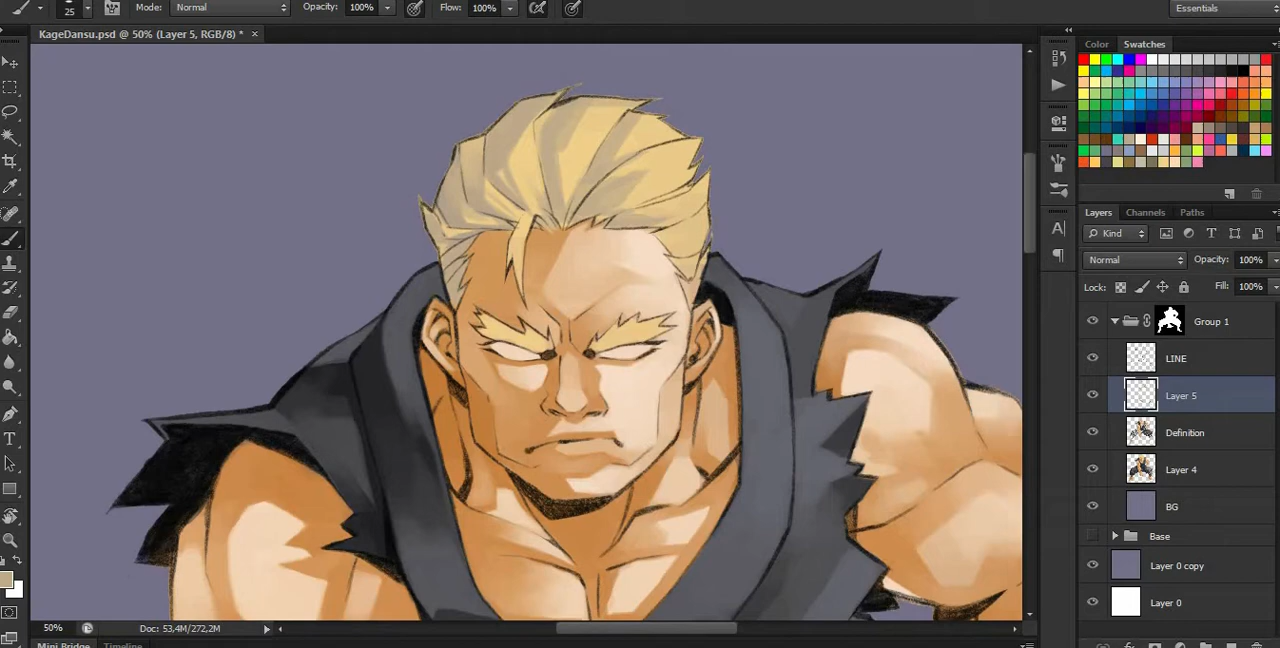 25 Mode: Normal Opacity: 100% Flow: 100% Essentials
KageDansu.psd @ 50% (Layer 5, RGB/8) * ×
Color Swatches
Layers Channels Paths
Kind
Normal Opacity: 100%
Lock: Fill: 100%
Group 1
LINE
Layer 5
Definition
Layer 4
BG
Base
Layer 0 copy
Layer 0
50% Doc: 53,4M/272,2M
Mini Bridge Timeline